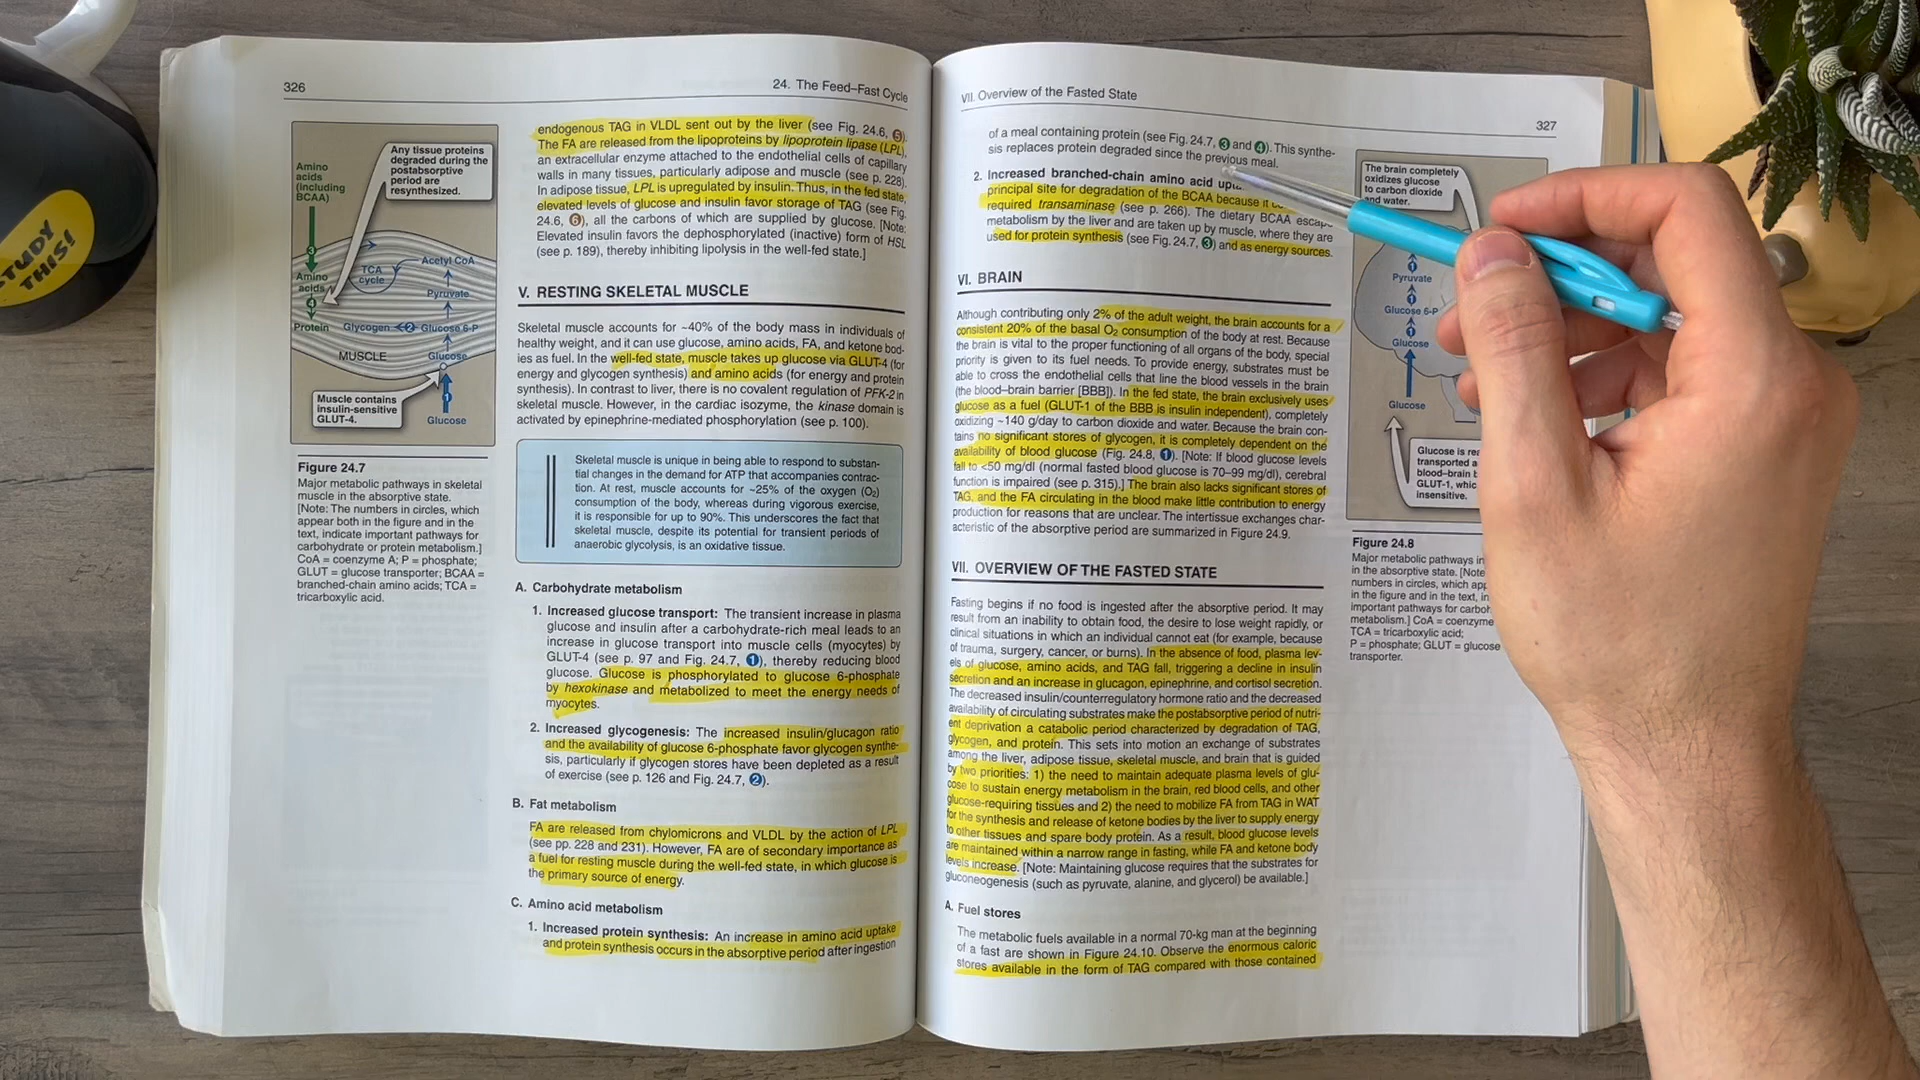 STUDY
THIS!
326
24. The Feed–Fast Cycle
Amino
acids
(including
BCAA)
Any tissue proteins
degraded during the
postabsorptive
period are
resynthesized.
3
TCA
cycle
Acetyl CoA
Amino
acids
Pyruvate
4
Protein
Glycogen
2
Glucose 6-P
MUSCLE
Glucose
Muscle contains
insulin-sensitive
GLUT-4.
1
Glucose
Figure 24.7
Major metabolic pathways in skeletal
muscle in the absorptive state.
[Note: The numbers in circles, which
appear both in the figure and in the
text, indicate important pathways for
carbohydrate or protein metabolism.]
CoA = coenzyme A; P = phosphate;
GLUT = glucose transporter; BCAA =
branched-chain amino acids; TCA =
tricarboxylic acid.
endogenous TAG in VLDL sent out by the liver (see Fig. 24.6, 5).
The FA are released from the lipoproteins by lipoprotein lipase (LPL),
an extracellular enzyme attached to the endothelial cells of capillary
walls in many tissues, particularly adipose and muscle (see p. 228).
In adipose tissue, LPL is upregulated by insulin. Thus, in the fed state,
elevated levels of glucose and insulin favor storage of TAG (see Fig.
24.6, 6), all the carbons of which are supplied by glucose. [Note:
Elevated insulin favors the dephosphorylated (inactive) form of HSL
(see p. 189), thereby inhibiting lipolysis in the well-fed state.]
V. RESTING SKELETAL MUSCLE
Skeletal muscle accounts for ~40% of the body mass in individuals of
healthy weight, and it can use glucose, amino acids, FA, and ketone bod-
ies as fuel. In the well-fed state, muscle takes up glucose via GLUT-4 (for
energy and glycogen synthesis) and amino acids (for energy and protein
synthesis). In contrast to liver, there is no covalent regulation of PFK-2 in
skeletal muscle. However, in the cardiac isozyme, the kinase domain is
activated by epinephrine-mediated phosphorylation (see p. 100).
Skeletal muscle is unique in being able to respond to substan-
tial changes in the demand for ATP that accompanies contrac-
tion. At rest, muscle accounts for ~25% of the oxygen (O2)
consumption of the body, whereas during vigorous exercise,
it is responsible for up to 90%. This underscores the fact that
skeletal muscle, despite its potential for transient periods of
anaerobic glycolysis, is an oxidative tissue.
A. Carbohydrate metabolism
1. Increased glucose transport: The transient increase in plasma
glucose and insulin after a carbohydrate-rich meal leads to an
increase in glucose transport into muscle cells (myocytes) by
GLUT-4 (see p. 97 and Fig. 24.7, 1), thereby reducing blood
glucose. Glucose is phosphorylated to glucose 6-phosphate
by hexokinase and metabolized to meet the energy needs of
myocytes.
2. Increased glycogenesis: The increased insulin/glucagon ratio
and the availability of glucose 6-phosphate favor glycogen synthe-
sis, particularly if glycogen stores have been depleted as a result
of exercise (see p. 126 and Fig. 24.7, 2).
B. Fat metabolism
FA are released from chylomicrons and VLDL by the action of LPL
(see pp. 228 and 231). However, FA are of secondary importance as
a fuel for resting muscle during the well-fed state, in which glucose is
the primary source of energy.
C. Amino acid metabolism
1. Increased protein synthesis: An increase in amino acid uptake
and protein synthesis occurs in the absorptive period after ingestion
VII. Overview of the Fasted State
327
of a meal containing protein (see Fig. 24.7, 3 and 4). This synthe-
sis replaces protein degraded since the previous meal.
2. Increased branched-chain amino acid
principal site for degradation of the BCAA because it
required transaminase (see p. 266). The dietary BCAA
metabolism by the liver and are taken up by muscle, where they are
used for protein synthesis (see Fig. 24.7, 3) and as energy sources.
VI. BRAIN
Although contributing only 2% of the adult weight, the brain accounts for a
consistent 20% of the basal O2 consumption of the body at rest. Because
the brain is vital to the proper functioning of all organs of the body, special
priority is given to its fuel needs. To provide energy, substrates must be
able to cross the endothelial cells that line the blood vessels in the brain
(the blood–brain barrier [BBB]). In the fed state, the brain exclusively uses
glucose as a fuel (GLUT-1 of the BBB is insulin independent), completely
oxidizing ~140 g/day to carbon dioxide and water. Because the brain con-
tains no significant stores of glycogen, it is completely dependent on the
availability of blood glucose (Fig. 24.8, 1). [Note: If blood glucose levels
fall to <50 mg/dl (normal fasted blood glucose is 70–99 mg/dl), cerebral
function is impaired (see p. 315).] The brain also lacks significant stores of
TAG, and the FA circulating in the blood make little contribution to energy
production for reasons that are unclear. The intertissue exchanges char-
acteristic of the absorptive period are summarized in Figure 24.9.
VII. OVERVIEW OF THE FASTED STATE
Fasting begins if no food is ingested after the absorptive period. It may
result from an inability to obtain food, the desire to lose weight rapidly, or
clinical situations in which an individual cannot eat (for example, because
of trauma, surgery, cancer, or burns). In the absence of food, plasma lev-
els of glucose, amino acids, and TAG fall, triggering a decline in insulin
secretion and an increase in glucagon, epinephrine, and cortisol secretion.
The decreased insulin/counterregulatory hormone ratio and the decreased
availability of circulating substrates make the postabsorptive period of nutri-
ent deprivation a catabolic period characterized by degradation of TAG,
glycogen, and protein. This sets into motion an exchange of substrates
among the liver, adipose tissue, skeletal muscle, and brain that is guided
by two priorities: 1) the need to maintain adequate plasma levels of glu-
cose to sustain energy metabolism in the brain, red blood cells, and other
glucose-requiring tissues and 2) the need to mobilize FA from TAG in WAT
for the synthesis and release of ketone bodies by the liver to supply energy
to other tissues and spare body protein. As a result, blood glucose levels
are maintained within a narrow range in fasting, while FA and ketone body
levels increase. [Note: Maintaining glucose requires that the substrates for
gluconeogenesis (such as pyruvate, alanine, and glycerol) be available.]
A. Fuel stores
The metabolic fuels available in a normal 70-kg man at the beginning
of a fast are shown in Figure 24.10. Observe the enormous caloric
stores available in the form of TAG compared with those contained
The brain completely
oxidizes glucose
to carbon dioxide
and water.
1
Pyruvate
1
Glucose 6-P
1
Glucose
Glucose
Glucose is
transported
blood–brain
GLUT-1,
insensitive.
Figure 24.8
Major metabolic pathways in
in the absorptive state. [Note
numbers in circles, which
in the figure and in the text,
important pathways for
metabolism.] CoA = coenzyme
TCA = tricarboxylic acid;
P = phosphate; GLUT = glucose
transporter.